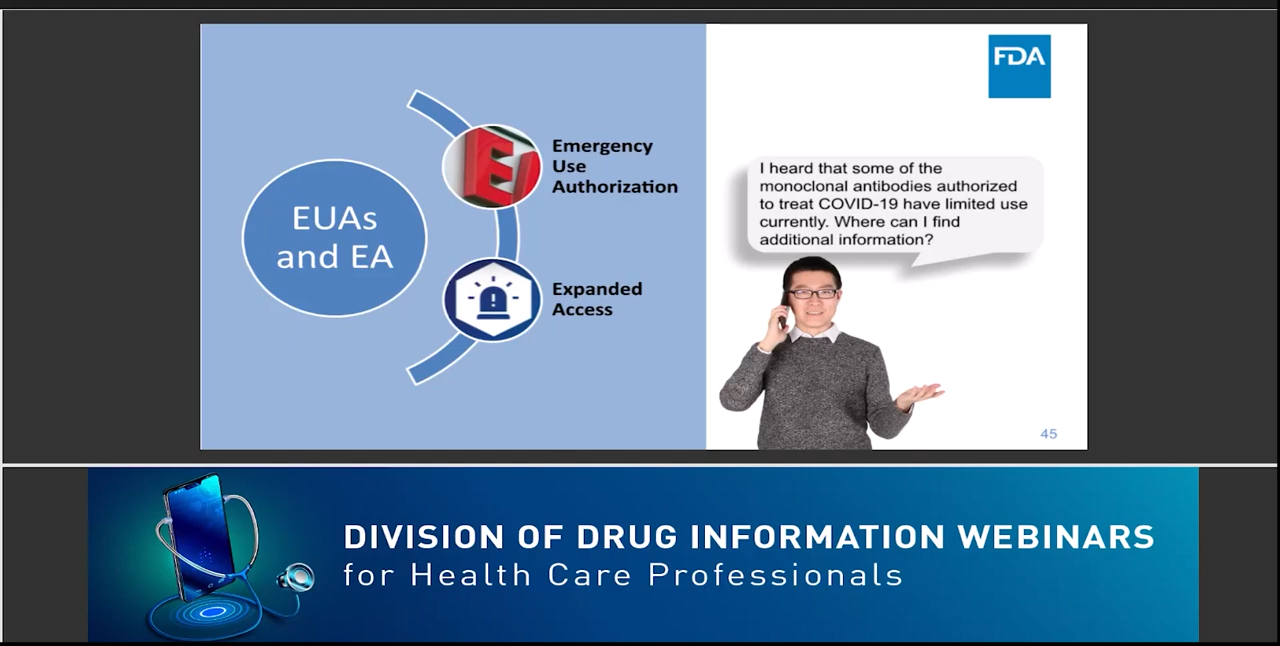 EUAs
and EA
Emergency
Use
Authorization
Expanded
Access
FDA
I heard that some of the
monoclonal antibodies authorized
to treat COVID-19 have limited use
currently. Where can I find
additional information?
45
DIVISION OF DRUG INFORMATION WEBINARS
for Health Care Professionals